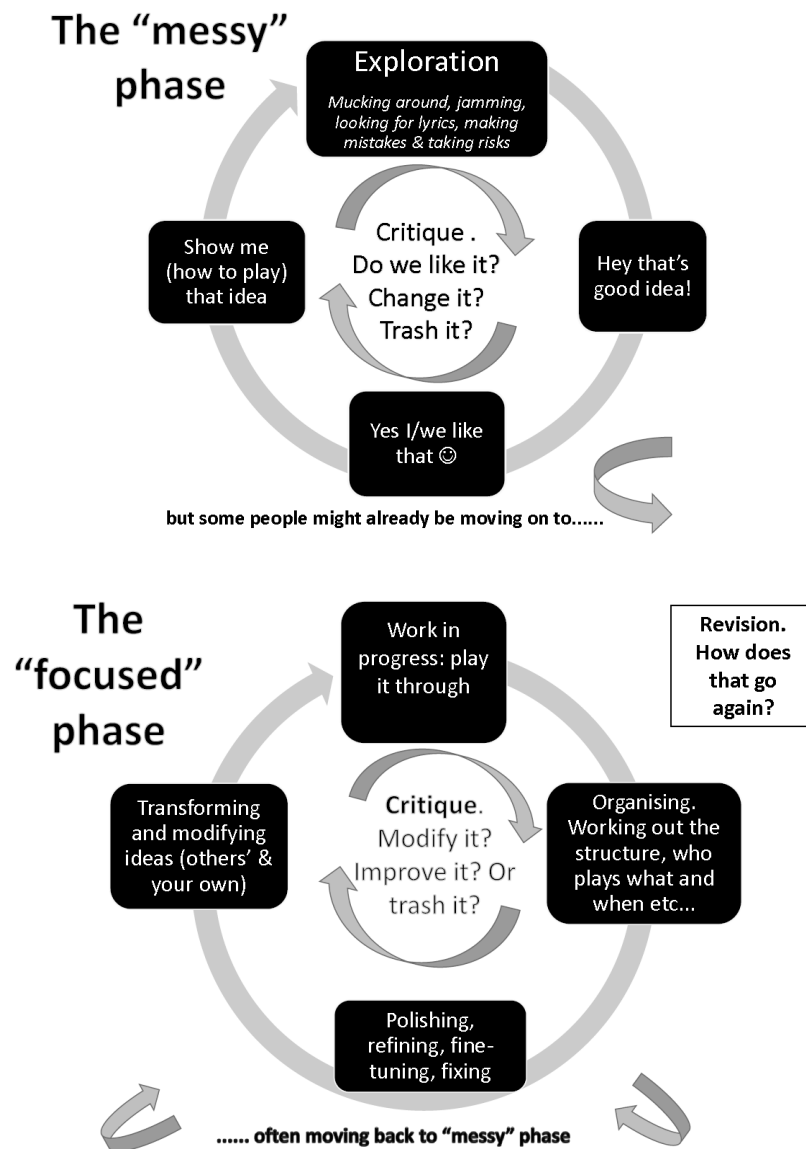 The “messy”
phase
Exploration
Mucking around, jamming,
looking for lyrics, making
mistakes & taking risks
Show me
(how to play)
that idea
Critique .
Do we like it?
Change it?
Trash it?
Hey that’s
good idea!
Yes I/we like
that ☺
but some people might already be moving on to......
The
“focused”
phase
Work in
progress: play
it through
Revision.
How does
that go
again?
Transforming
and modifying
ideas (others’ &
your own)
Critique.
Modify it?
Improve it? Or
trash it?
Organising.
Working out the
structure, who
plays what and
when etc...
Polishing,
refining, fine-
tuning, fixing
...... often moving back to “messy” phase